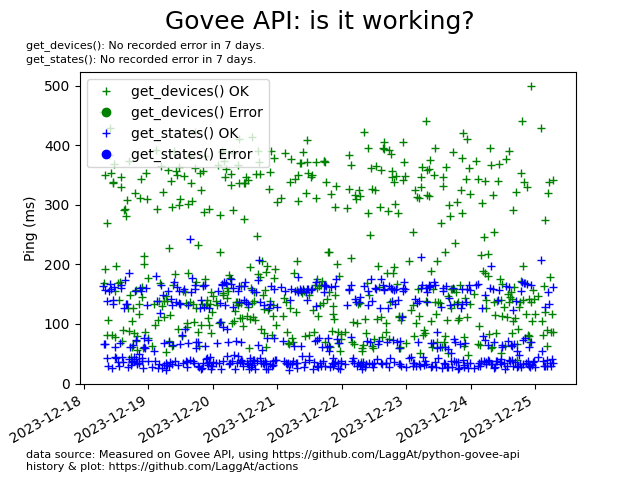 Govee API: is it working?
get_devices(): No recorded error in 7 days.
get_states(): No recorded error in 7 days.
get_devices() OK
get_devices() Error
get_states() OK
get_states() Error
Ping (ms)
500
400
300
200
100
0
2023-12-18
2023-12-19
2023-12-20
2023-12-21
2023-12-22
2023-12-23
2023-12-24
2023-12-25
data source: Measured on Govee API, using https://github.com/LaggAt/python-govee-api
history & plot: https://github.com/LaggAt/actions